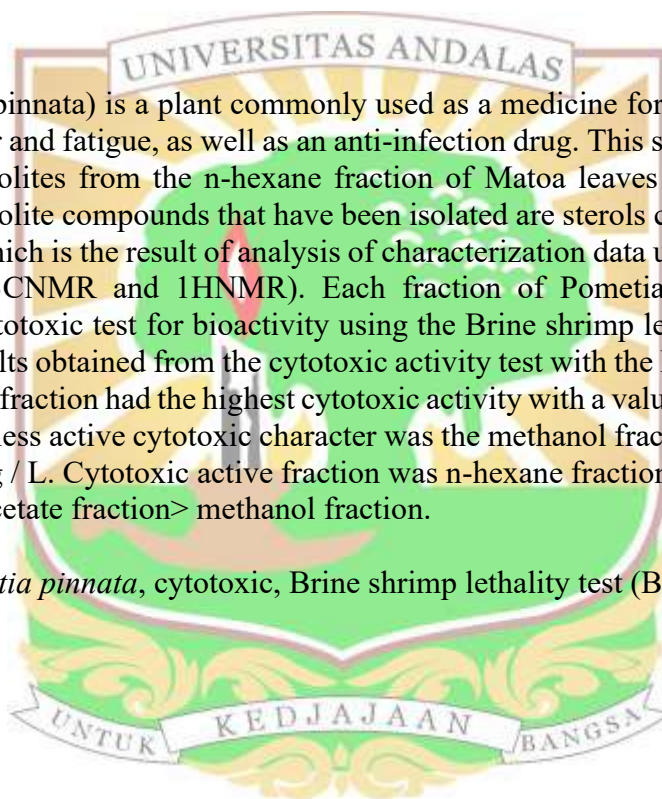 UNIVERSITAS ANDALAS
pinnata) is a plant commonly used as a medicine for
r and fatigue, as well as an anti-infection drug. This s
olites from the n-hexane fraction of Matoa leaves
olite compounds that have been isolated are sterols c
hich is the result of analysis of characterization data u
CNMR and 1HNMR). Each fraction of Pometia
totoxic test for bioactivity using the Brine shrimp le
lts obtained from the cytotoxic activity test with the
fraction had the highest cytotoxic activity with a valu
less active cytotoxic character was the methanol frac
g / L. Cytotoxic active fraction was n-hexane fraction
cetate fraction> methanol fraction.
tia pinnata, cytotoxic, Brine shrimp lethality test (B
UNTUK KEDJAJAAN BANGSA